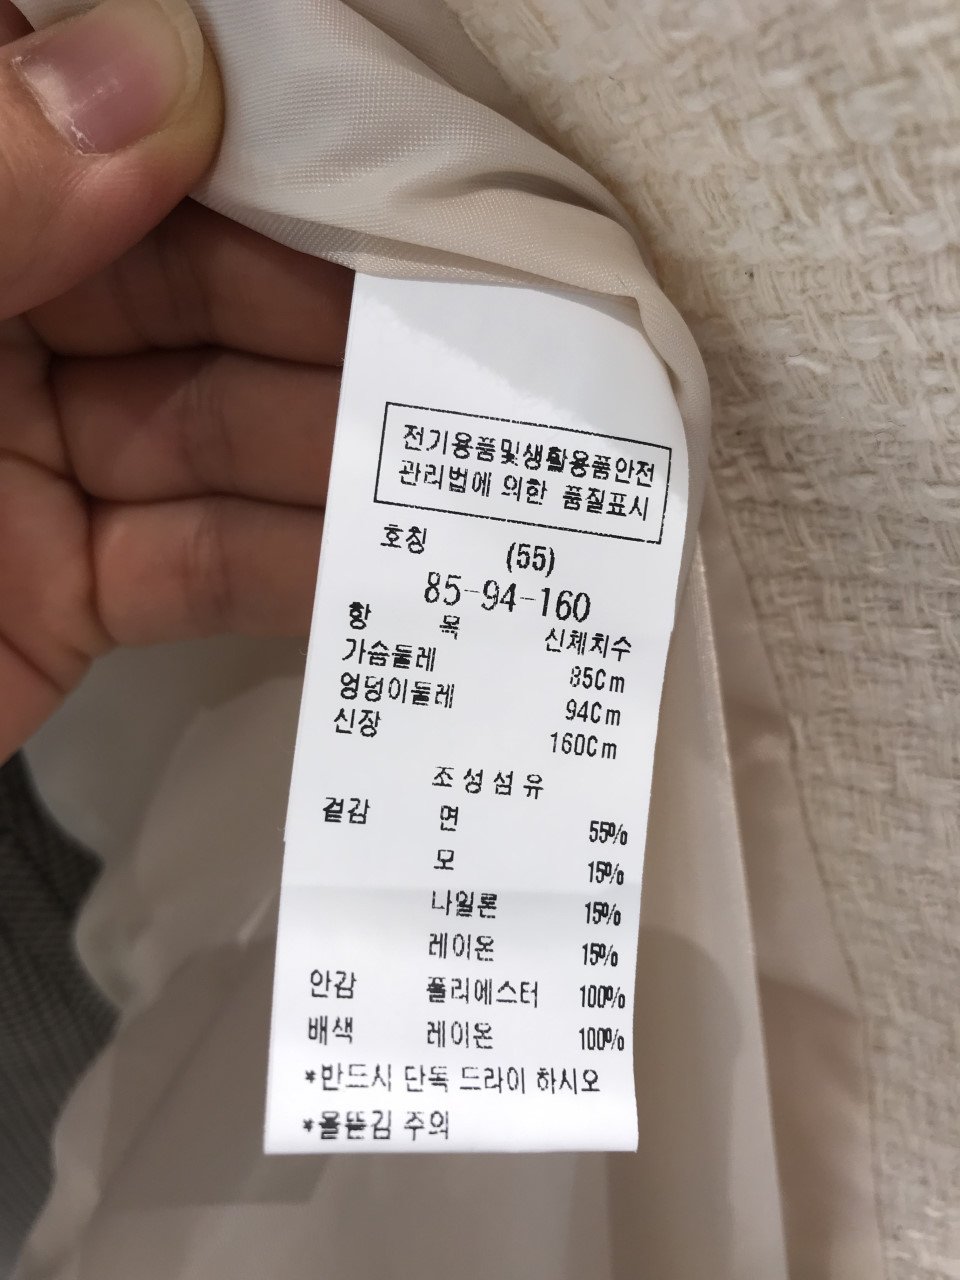 전기용품및생활용품안전
관리법에 의한 품질표시
호칭 (55)
85-94-160
항 목 신체치수
가슴둘레 85Cm
엉덩이둘레 94Cm
신장 160Cm
조성섬유
겉감 면 55%
모 15%
나일론 15%
레이온 15%
안감 폴리에스터 100%
배색 레이온 100%
*반드시 단독 드라이 하시오
*올뜯김 주의